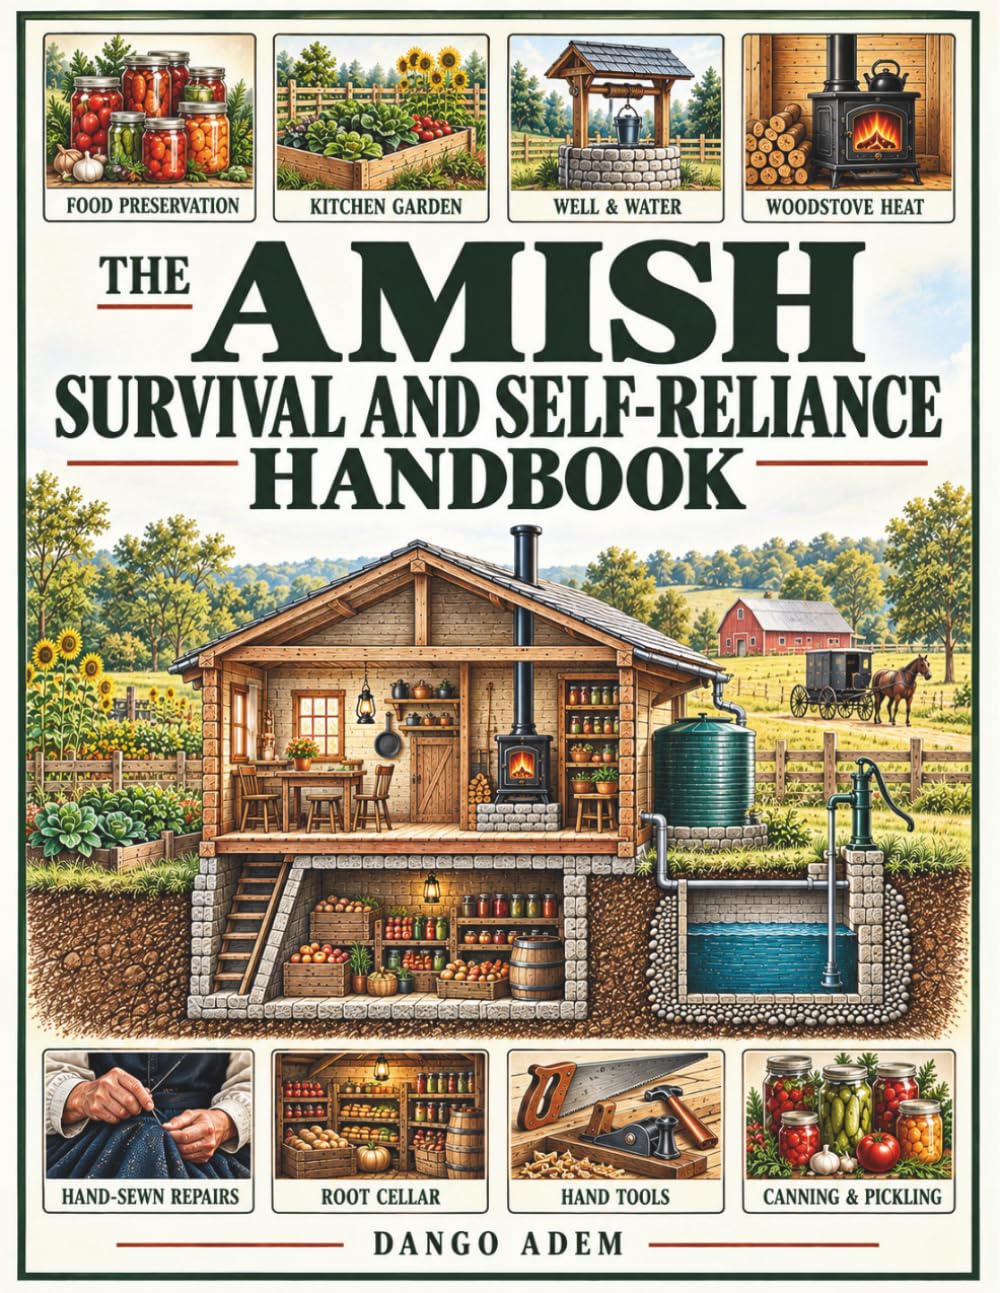 FOOD PRESERVATION
KITCHEN GARDEN
WELL & WATER
WOODSTOVE HEAT
THE AMISH
SURVIVAL AND SELF-RELIANCE
HANDBOOK
HAND-SEWN REPAIRS
ROOT CELLAR
HAND TOOLS
CANNING & PICKLING
DANGO ADEM